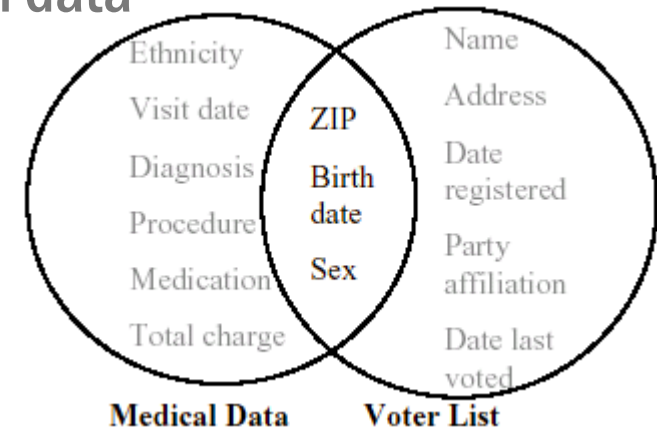 data
Ethnicity
Visit date
Diagnosis
Procedure
Medication
Total charge
ZIP
Birth
date
Sex
Name
Address
Date
registered
Party
affiliation
Date last
voted
Medical Data
Voter List